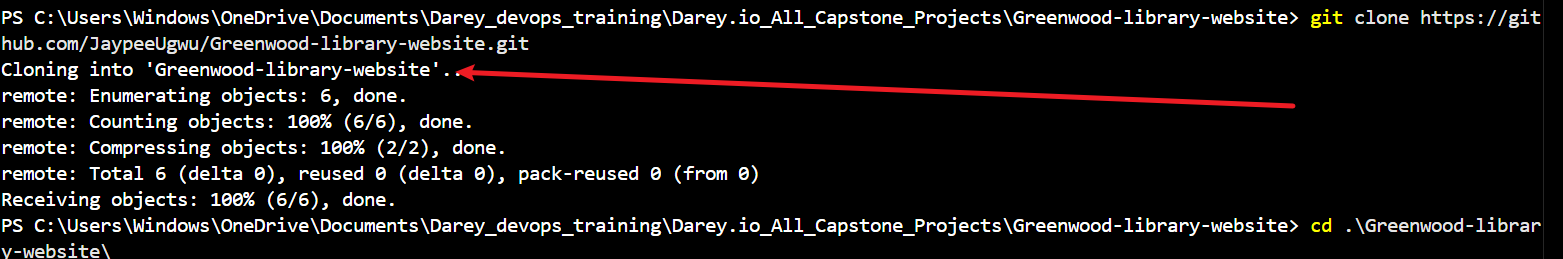 PS C:\Users\Windows\OneDrive\Documents\Darey_devops_training\Darey.io_All_Capstone_Projects\Greenwood-library-website> git clone https://git
hub.com/JaypeeUgwu/Greenwood-library-website.git
Cloning into 'Greenwood-library-website'..
remote: Enumerating objects: 6, done.
remote: Counting objects: 100% (6/6), done.
remote: Compressing objects: 100% (2/2), done.
remote: Total 6 (delta 0), reused 0 (delta 0), pack-reused 0 (from 0)
Receiving objects: 100% (6/6), done.
PS C:\Users\Windows\OneDrive\Documents\Darey_devops_training\Darey.io_All_Capstone_Projects\Greenwood-library-website> cd .\Greenwood-librar
y-website\